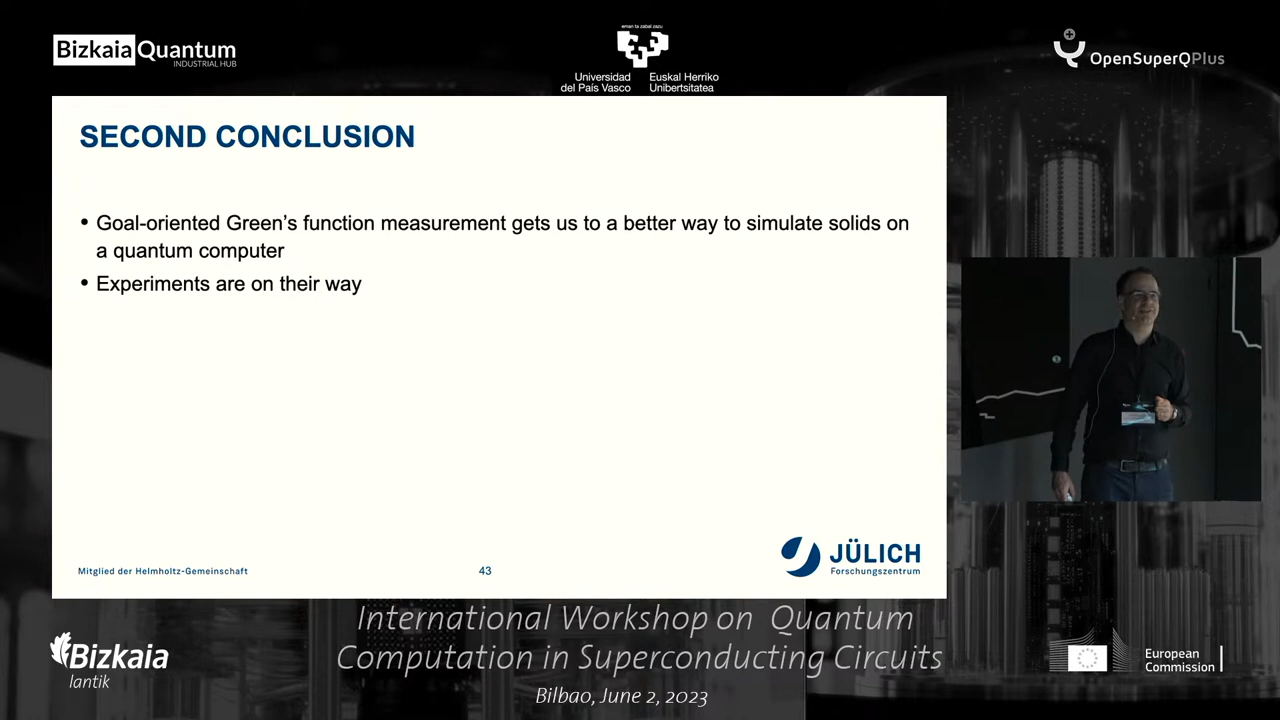 Bizkaia Quantum
INDUSTRIAL HUB
eman ta zabal zazu
Universidad
del País Vasco
Euskal Herriko
Unibertsitatea
OpenSuperQPlus
SECOND CONCLUSION
• Goal-oriented Green’s function measurement gets us to a better way to simulate solids on
a quantum computer
• Experiments are on their way
Mitglied der Helmholtz-Gemeinschaft
43
JÜLICH
Forschungszentrum
International Workshop on Quantum
Computation in Superconducting Circuits
Bilbao, June 2, 2023
Bizkaia
lantik
European
Commission